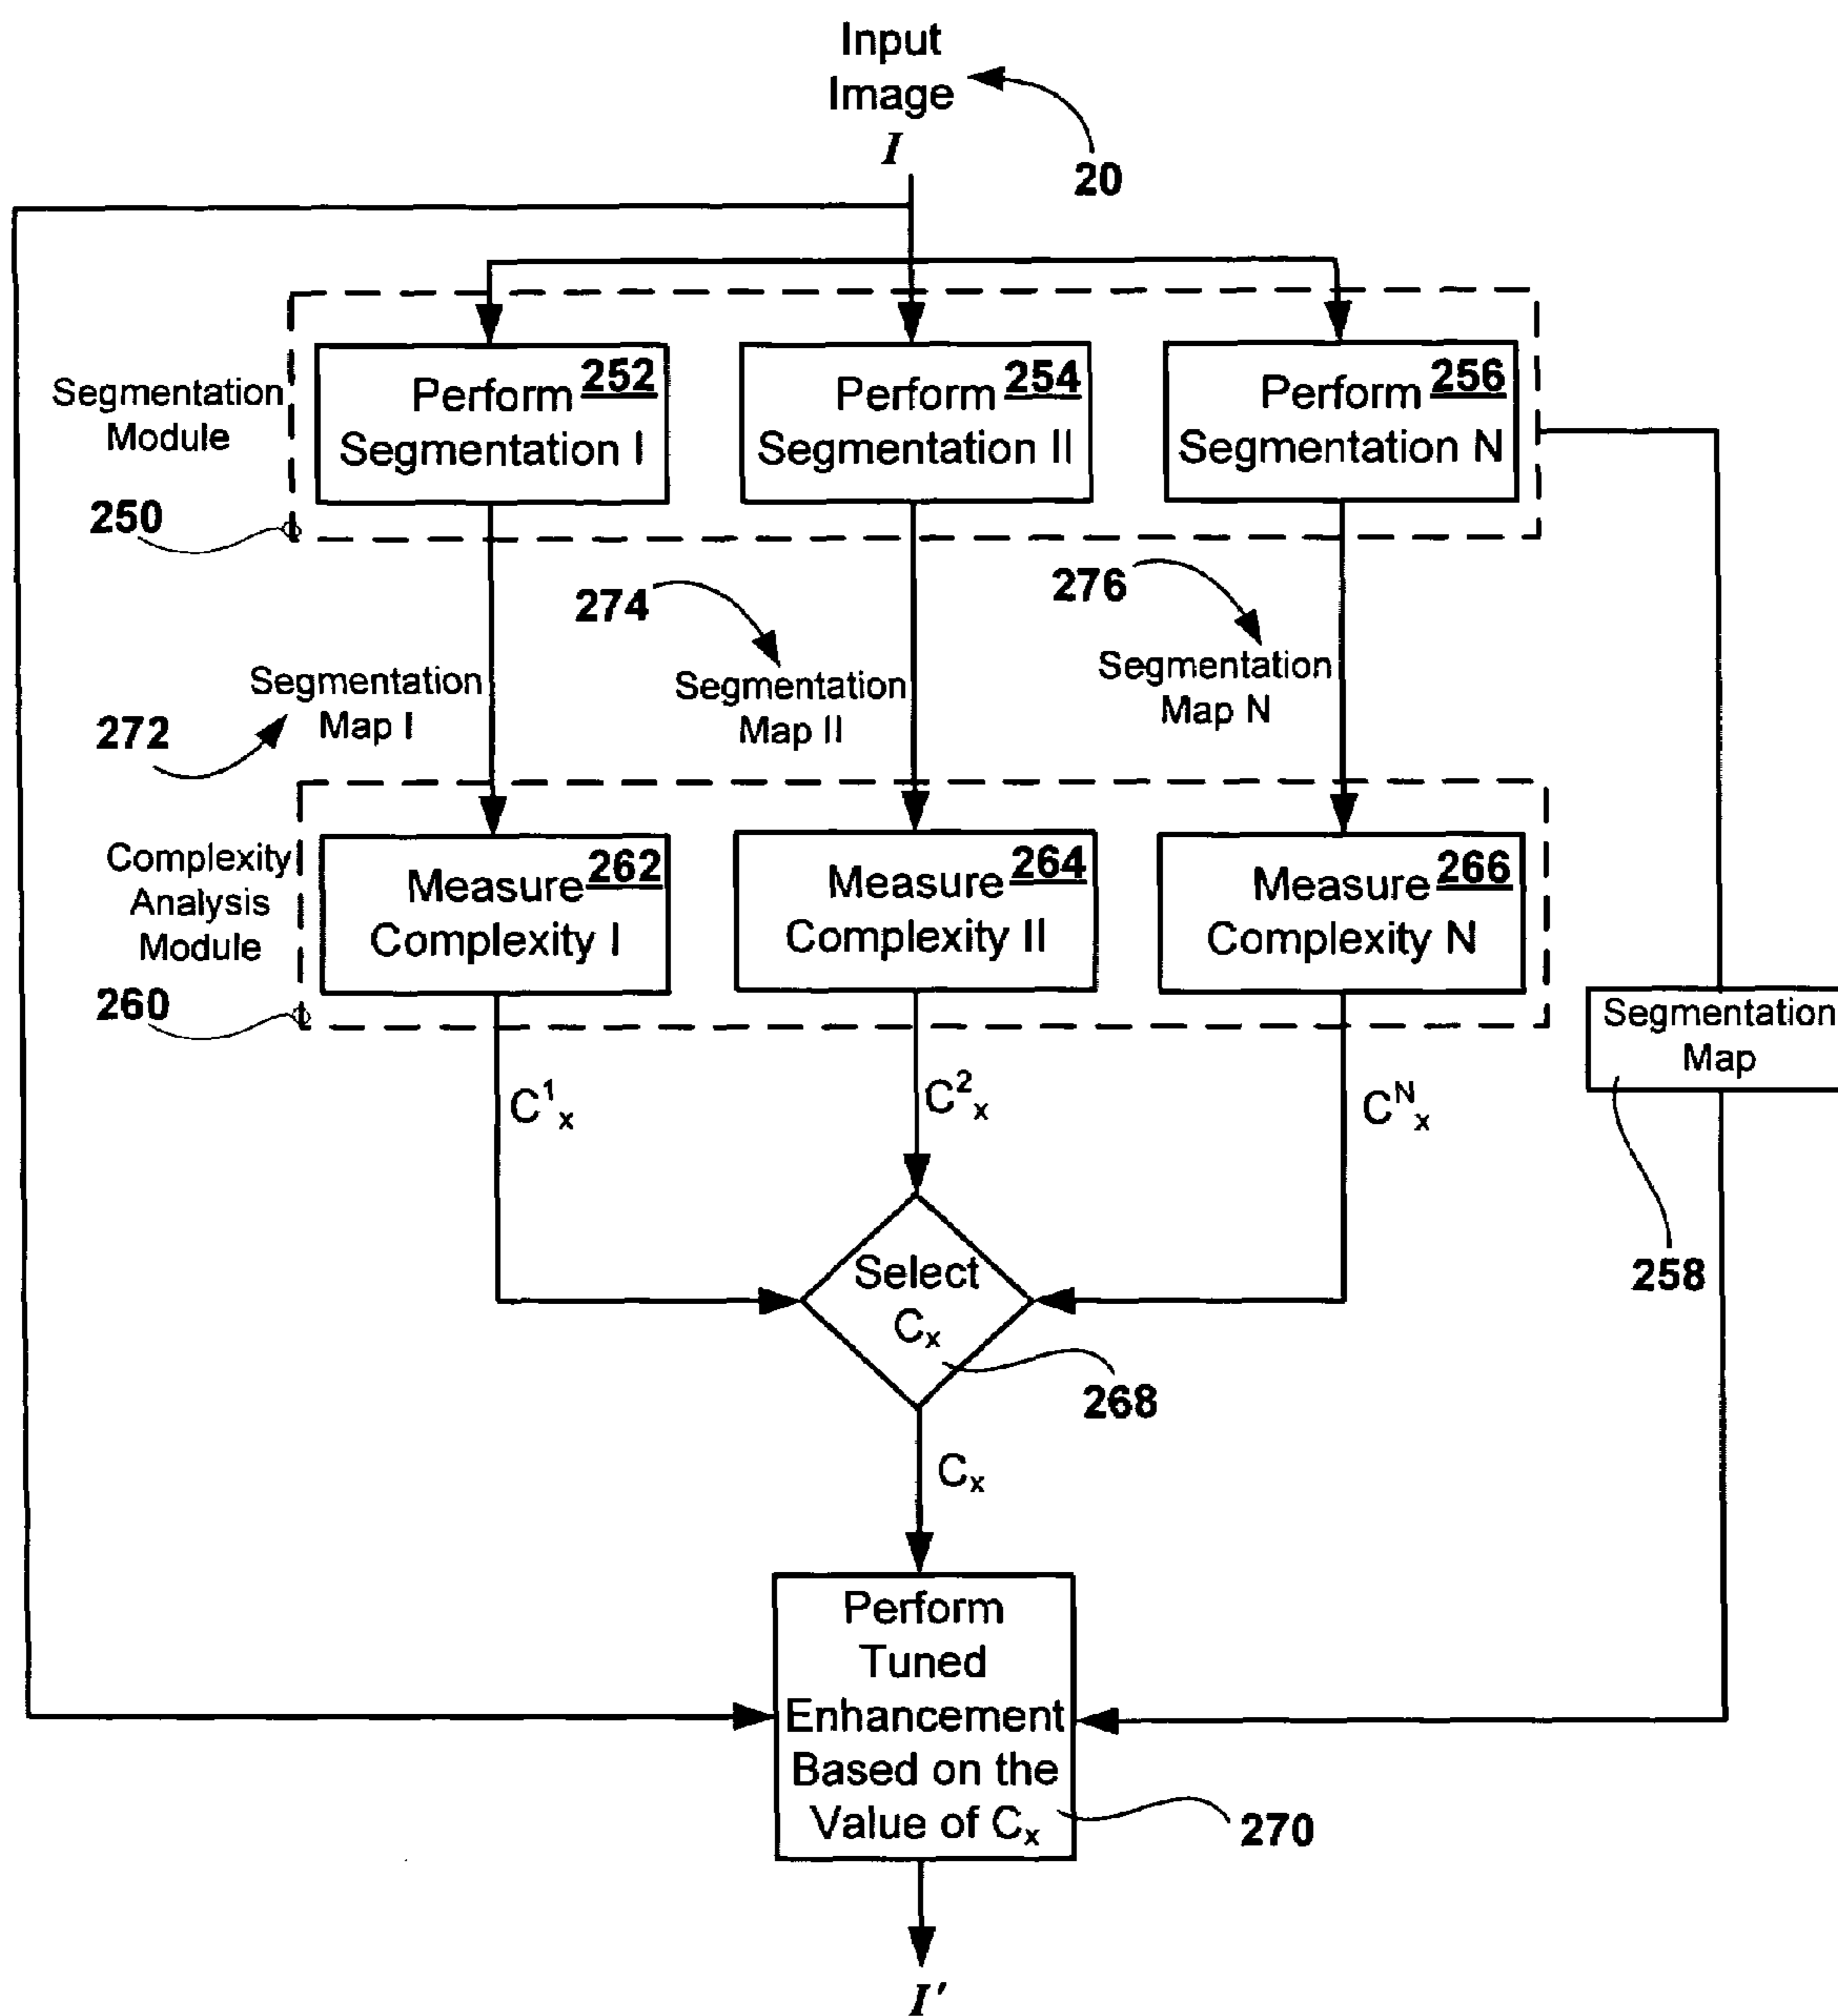 Input
Image
I
20
Segmentation
Module
250
Perform 252
Segmentation I
Perform 254
Segmentation II
Perform 256
Segmentation N
272
Segmentation
Map I
274
Segmentation
Map II
276
Segmentation
Map N
Complexity
Analysis
Module
260
Measure 262
Complexity I
Measure 264
Complexity II
Measure 266
Complexity N
Segmentation
Map
258
C¹ₓ
C²ₓ
Cᴺₓ
Select
Cₓ
268
Cₓ
Perform
Tuned
Enhancement
Based on the
Value of Cₓ
270
I'